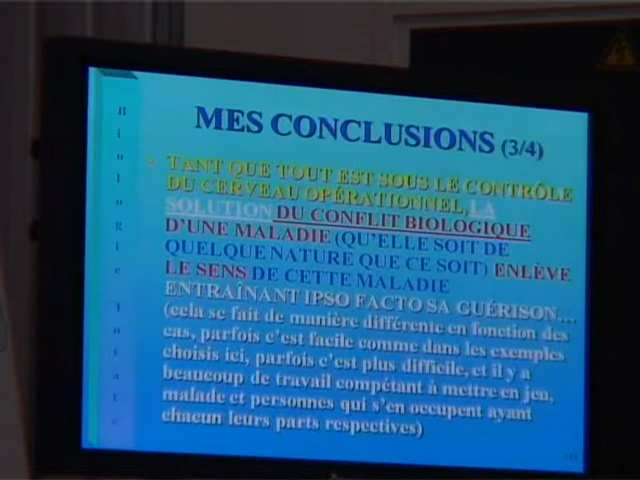 MES CONCLUSIONS (3/4)
TANT QUE TOUT EST SOUS LE CONTRÔLE
DU CERVEAU OPÉRATIONNEL, LA
SOLUTION DU CONFLIT BIOLOGIQUE
D'UNE MALADIE (QU'ELLE SOIT DE
QUELQUE NATURE QUE CE SOIT) ENLÈVE
LE SENS DE CETTE MALADIE
ENTRAÎNANT IPSO FACTO SA GUÉRISON...
(cela se fait de manière différente en fonction des
cas, parfois c'est facile comme dans les exemples
choisis ici, parfois c'est plus difficile, et il y a
beaucoup de travail compétant à mettre en jeu,
malade et personnes qui s'en occupent ayant
chacun leurs parts respectives)
Biologie Totale